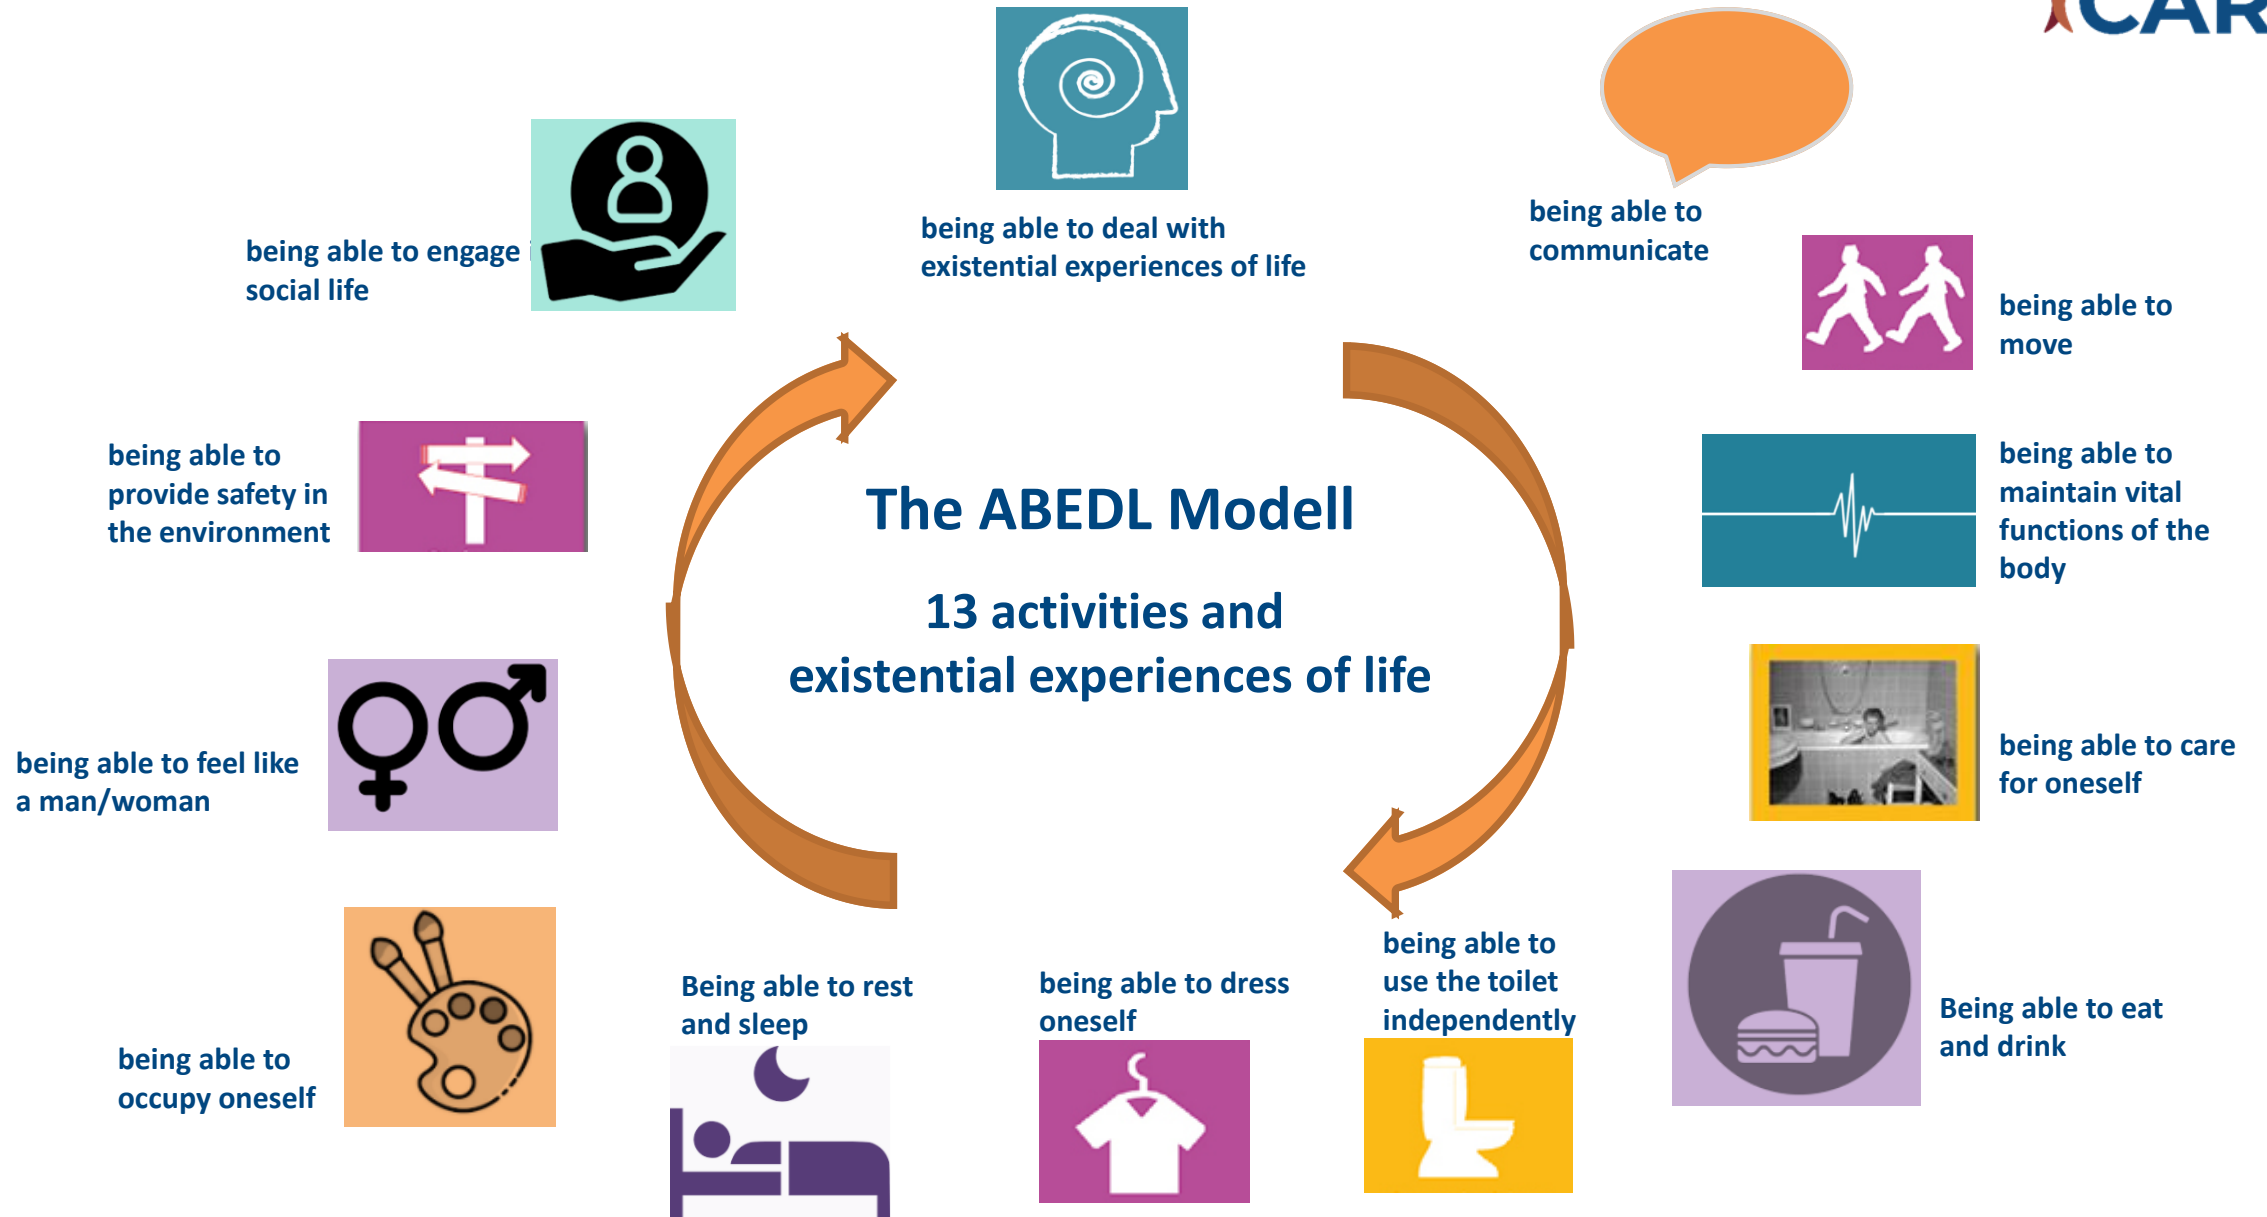 CAR
being able to deal with
existential experiences of life
being able to
communicate
being able to
move
being able to
maintain vital
functions of the
body
being able to care
for oneself
Being able to eat
and drink
being able to
use the toilet
independently
being able to dress
oneself
Being able to rest
and sleep
being able to
occupy oneself
being able to feel like
a man/woman
being able to
provide safety in
the environment
being able to engage
social life
The ABEDL Modell
13 activities and
existential experiences of life